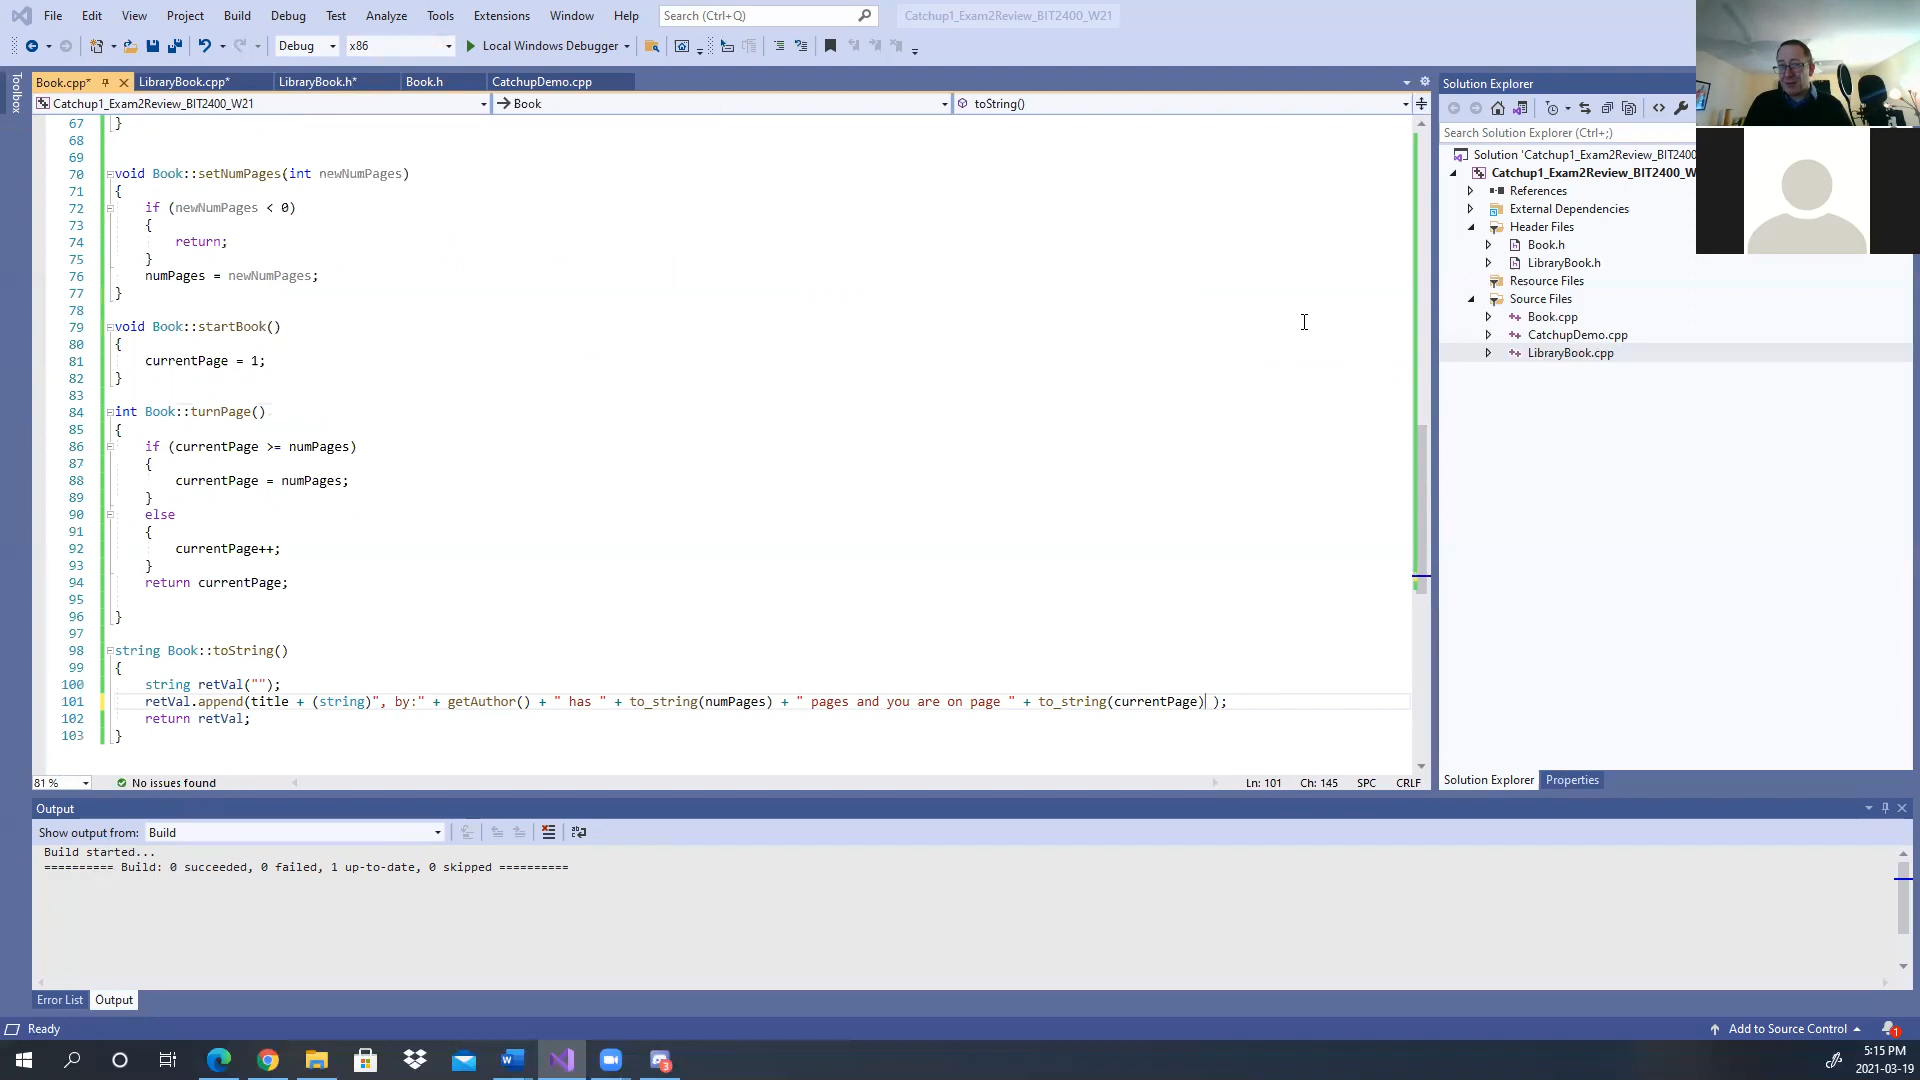 File Edit View Project Build Debug Test Analyze Tools Extensions Window Help Search (Ctrl+Q) Catchup1_Exam2Review_BIT2400_W21
Debug x86 Local Windows Debugger
Toolbox
Book.cpp* LibraryBook.cpp* LibraryBook.h* Book.h CatchupDemo.cpp
Catchup1_Exam2Review_BIT2400_W21 Book toString()
67 }
68
69
70 void Book::setNumPages(int newNumPages)
71 {
72 if (newNumPages < 0)
73 {
74 return;
75 }
76 numPages = newNumPages;
77 }
78
79 void Book::startBook()
80 {
81 currentPage = 1;
82 }
83
84 int Book::turnPage()
85 {
86 if (currentPage >= numPages)
87 {
88 currentPage = numPages;
89 }
90 else
91 {
92 currentPage++;
93 }
94 return currentPage;
95
96 }
97
98 string Book::toString()
99 {
100 string retVal("");
101 retVal.append(title + (string)", by:" + getAuthor() + " has " + to_string(numPages) + " pages and you are on page " + to_string(currentPage) );
102 return retVal;
103 }
81 % No issues found Ln: 101 Ch: 145 SPC CRLF
Solution Explorer
Search Solution Explorer (Ctrl+;)
Solution 'Catchup1_Exam2Review_BIT2400
Catchup1_Exam2Review_BIT2400_W
References
External Dependencies
Header Files
Book.h
LibraryBook.h
Resource Files
Source Files
Book.cpp
CatchupDemo.cpp
LibraryBook.cpp
Solution Explorer Properties
Output
Show output from: Build
Build started...
========== Build: 0 succeeded, 0 failed, 1 up-to-date, 0 skipped ==========
Error List Output
Ready Add to Source Control 1
3
5:15 PM
2021-03-19